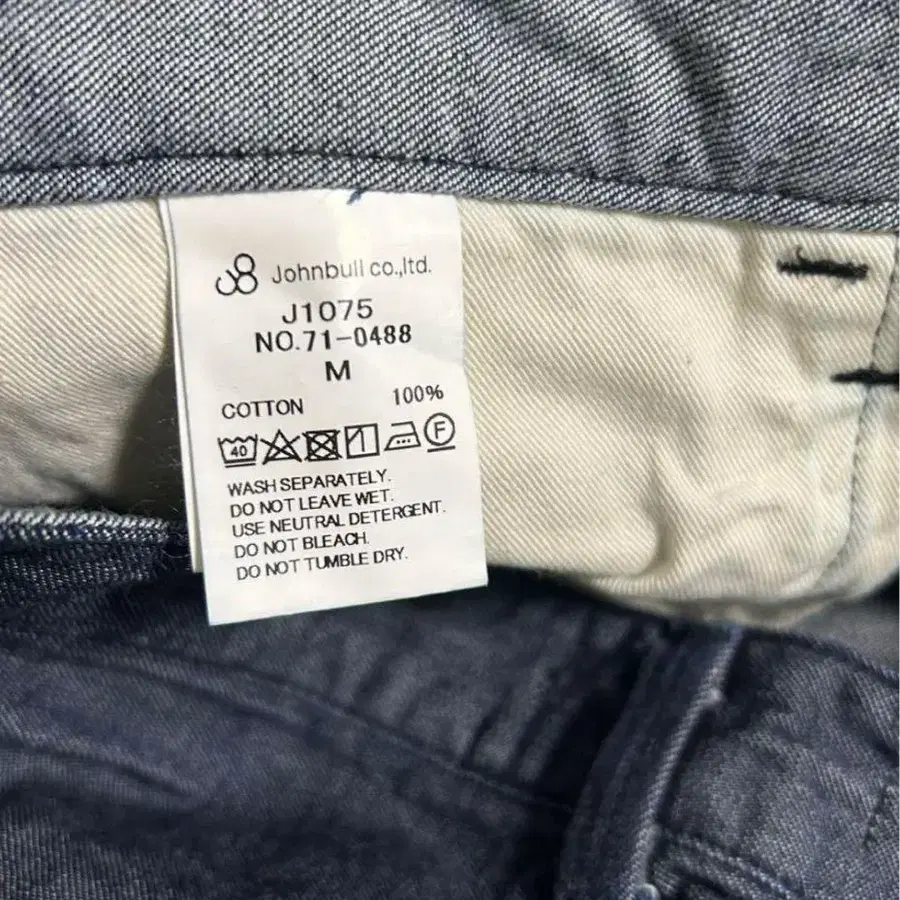 Johnbull co.,ltd.
J1075
NO.71-0488
M
COTTON 100%
40 F
WASH SEPARATELY.
DO NOT LEAVE WET.
USE NEUTRAL DETERGENT.
DO NOT BLEACH.
DO NOT TUMBLE DRY.